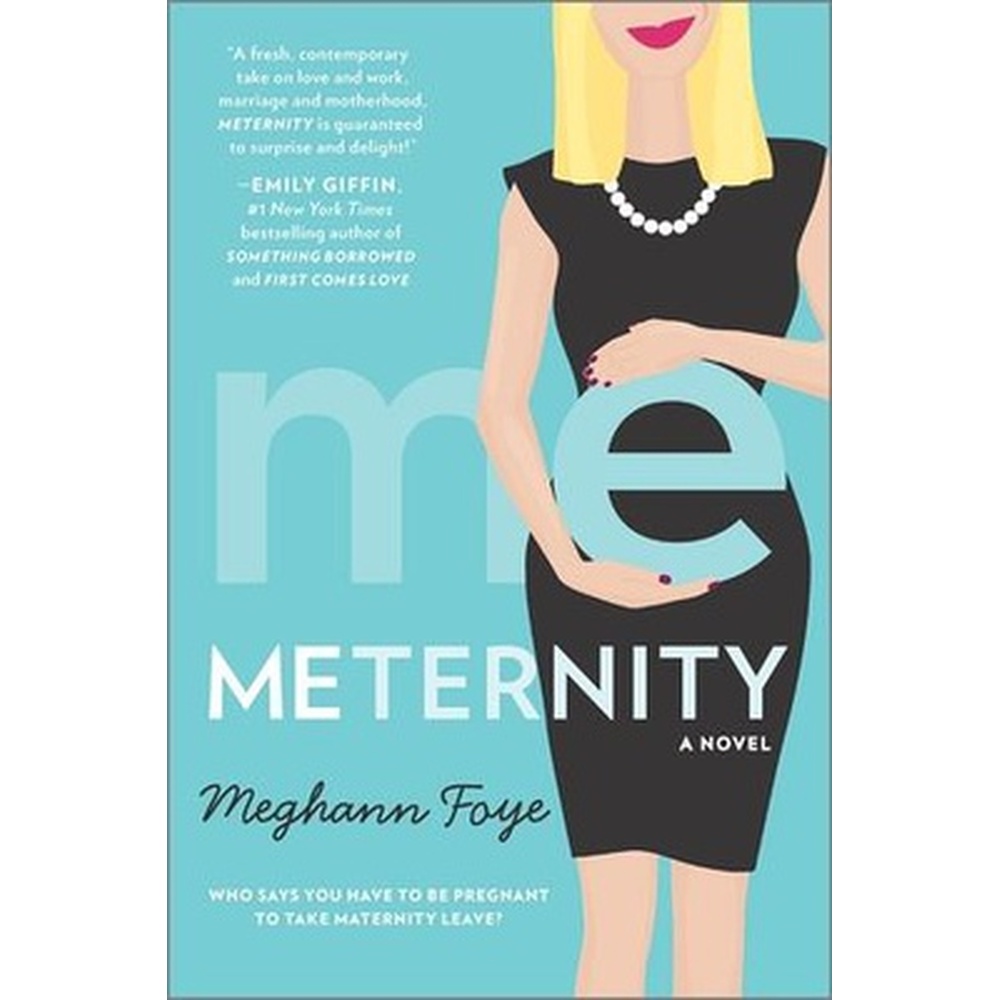 "A fresh, contemporary
take on love and work,
marriage and motherhood,
METERNITY is guaranteed
to surprise and delight!"
—EMILY GIFFIN,
#1 New York Times
bestselling author of
SOMETHING BORROWED
and FIRST COMES LOVE
me
METERNITY
A NOVEL
Meghann Foye
WHO SAYS YOU HAVE TO BE PREGNANT
TO TAKE MATERNITY LEAVE?